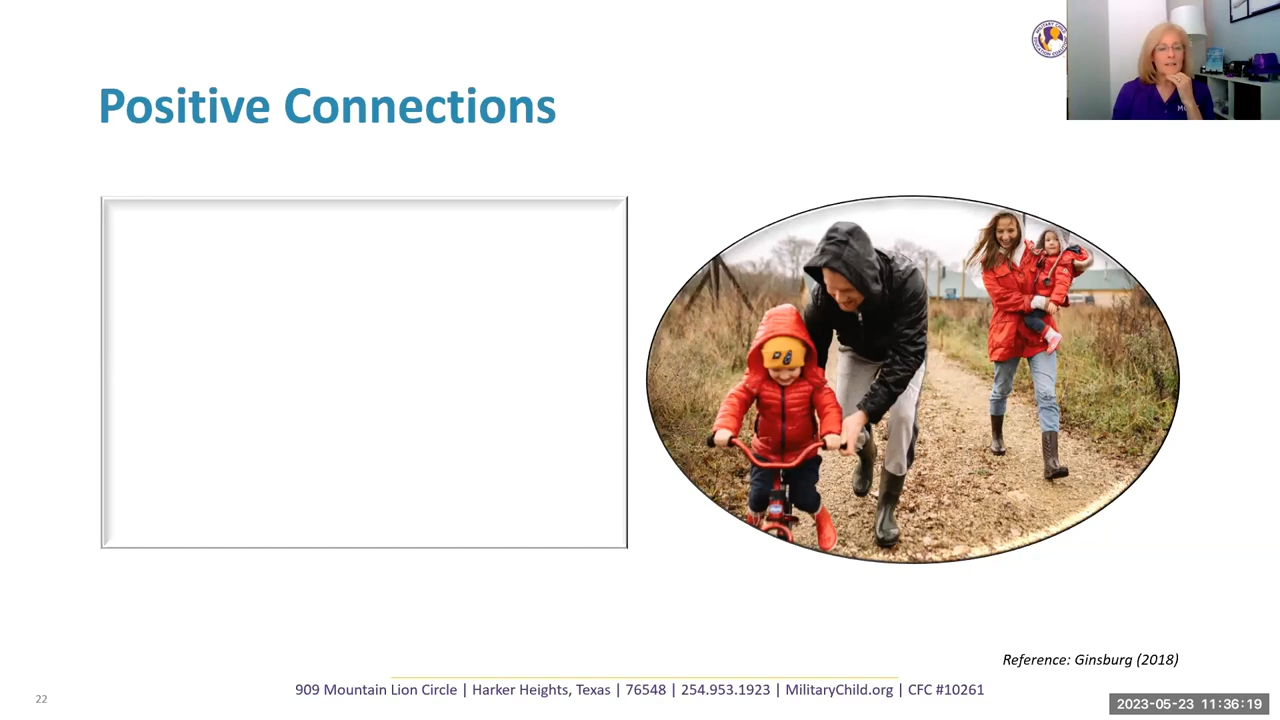 Positive Connections
Reference: Ginsburg (2018)
909 Mountain Lion Circle | Harker Heights, Texas | 76548 | 254.953.1923 | MilitaryChild.org | CFC #10261
22
2023-05-23 11:36:19